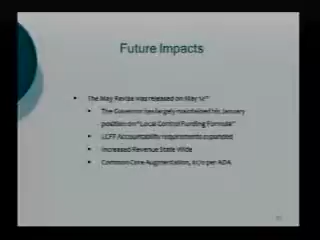 Future Impacts
The May Revise was released on May 14th
The Governor has largely maintained his January
position on "Local Control Funding Formula"
LCFF Accountability requirements expanded
Increased Revenue State Wide
Common Core Augmentation, per ADA